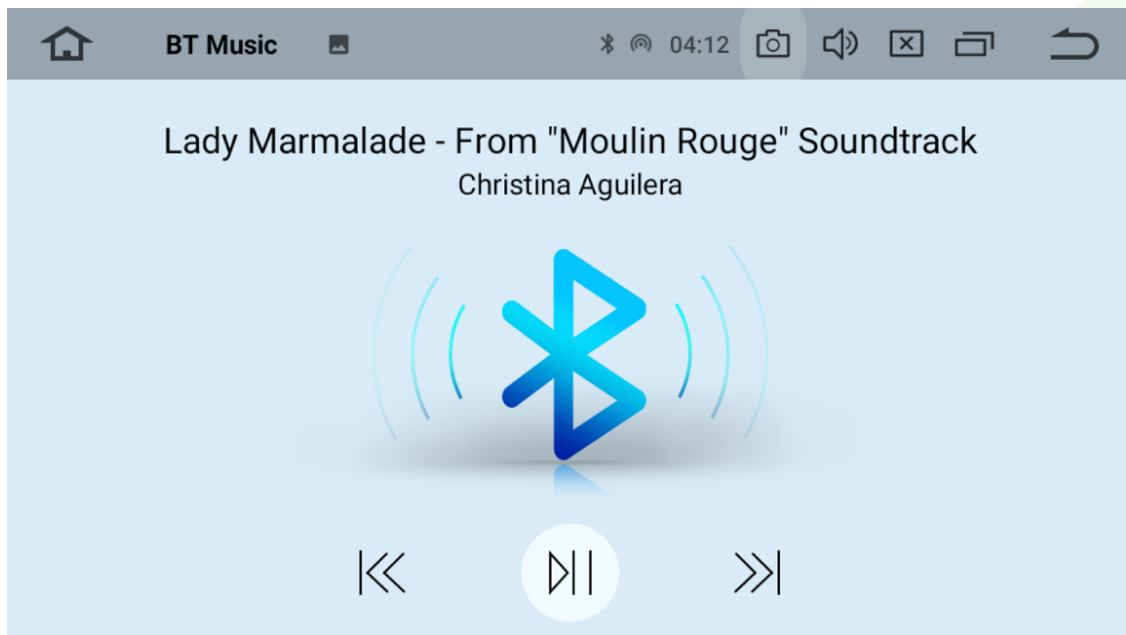 BT Music 04:12
Lady Marmalade - From "Moulin Rouge" Soundtrack
Christina Aguilera